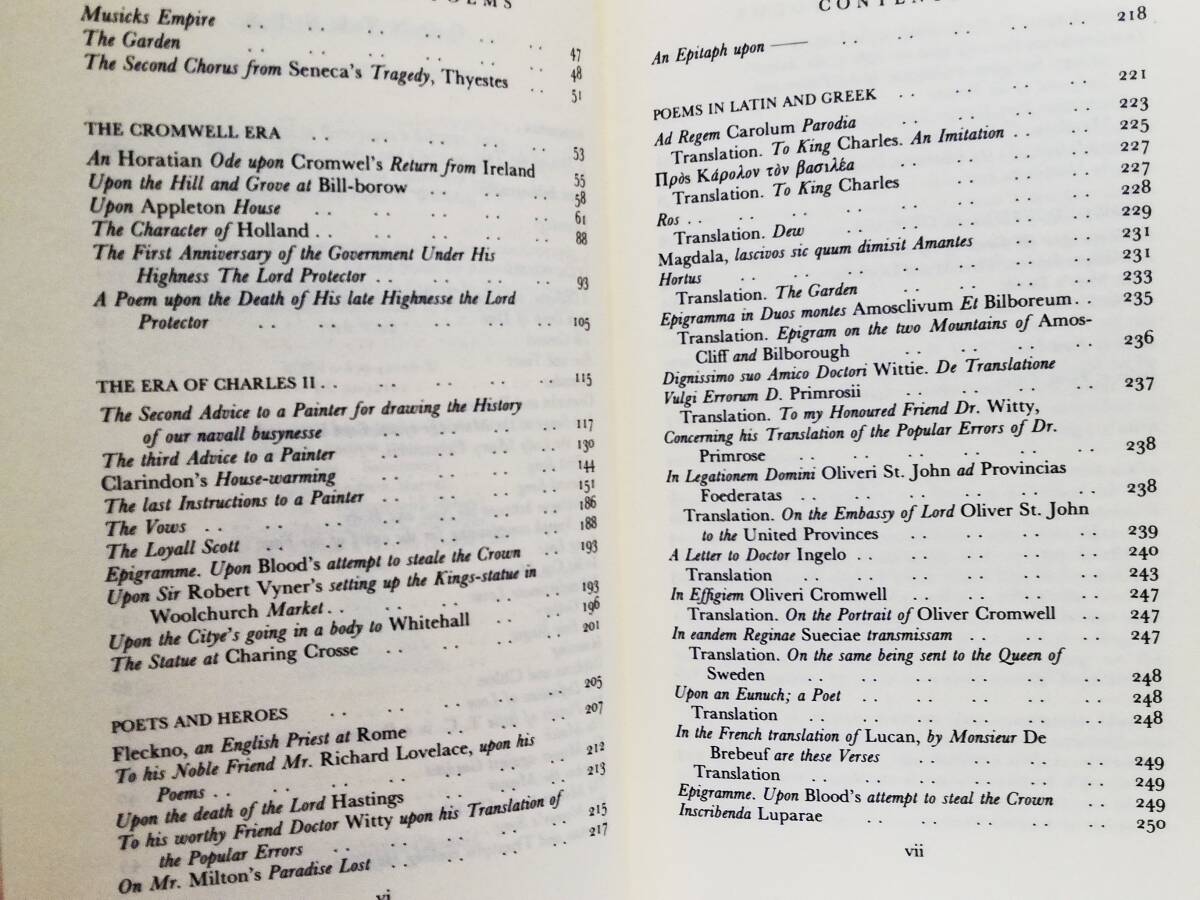 POEMS
Musicks Empire . . . . . . . 47
The Garden . . . . . . . 48
The Second Chorus from Seneca's Tragedy, Thyestes . . 51
THE CROMWELL ERA . . . . . . 53
An Horatian Ode upon Cromwel's Return from Ireland 55
Upon the Hill and Grove at Bill-borow . . . . 58
Upon Appleton House . . . . . . 61
The Character of Holland . . . . . . 88
The First Anniversary of the Government Under His
Highness The Lord Protector . . . . . 93
A Poem upon the Death of His late Highnesse the Lord
Protector . . . . . . . 105
THE ERA OF CHARLES II . . . . . . 115
The Second Advice to a Painter for drawing the History
of our navall busynesse . . . . . 117
The third Advice to a Painter . . . . . 130
Clarindon's House-warming . . . . . 144
The last Instructions to a Painter . . . . . 151
The Vows . . . . . . . 186
The Loyall Scott . . . . . . 188
Epigramme. Upon Blood's attempt to steale the Crown . . 193
Upon Sir Robert Vyner's setting up the Kings-statue in
Woolchurch Market . . . . . . 193
Upon the Citye's going in a body to Whitehall . . . 196
The Statue at Charing Crosse . . . . . 201
POETS AND HEROES . . . . . . 205
Fleckno, an English Priest at Rome . . . . 207
To his Noble Friend Mr. Richard Lovelace, upon his
Poems . . . . . . . 212
Upon the death of the Lord Hastings . . . . 213
To his worthy Friend Doctor Witty upon his Translation of
the Popular Errors . . . . . 215
On Mr. Milton's Paradise Lost . . . . . 217
vi
CONTEN
An Epitaph upon —— . . . . . . 218
POEMS IN LATIN AND GREEK . . . . . 221
Ad Regem Carolum Parodia . . . . . 223
Translation. To King Charles. An Imitation . . . 225
Πρὸς Κάρολον τὸν βασιλέα . . . . . 227
Translation. To King Charles . . . . 227
Ros . . . . . . . . 228
Translation. Dew . . . . . . 229
Magdala, lascivos sic quum dimisit Amantes . . . 231
Hortus . . . . . . . 231
Translation. The Garden . . . . . 233
Epigramma in Duos montes Amosclivum Et Bilboreum . . 235
Translation. Epigram on the two Mountains of Amos-
Cliff and Bilborough . . . . . 236
Dignissimo suo Amico Doctori Wittie. De Translatione
Vulgi Errorum D. Primrosii . . . . . 237
Translation. To my Honoured Friend Dr. Witty,
Concerning his Translation of the Popular Errors of Dr.
Primrose . . . . . . . 238
In Legationem Domini Oliveri St. John ad Provincias
Foederatas . . . . . . . 238
Translation. On the Embassy of Lord Oliver St. John
to the United Provinces . . . . . 239
A Letter to Doctor Ingelo . . . . . . 240
Translation . . . . . . . 243
In Effigiem Oliveri Cromwell . . . . . 247
Translation. On the Portrait of Oliver Cromwell . . 247
In eandem Reginae Sueciae transmissam . . . . 247
Translation. On the same being sent to the Queen of
Sweden . . . . . . . 248
Upon an Eunuch; a Poet . . . . . . 248
Translation . . . . . . . 248
In the French translation of Lucan, by Monsieur De
Brebeuf are these Verses . . . . . 249
Translation . . . . . . . 249
Epigramme. Upon Blood's attempt to steal the Crown . . 249
Inscribenda Luparae . . . . . . 250
vii